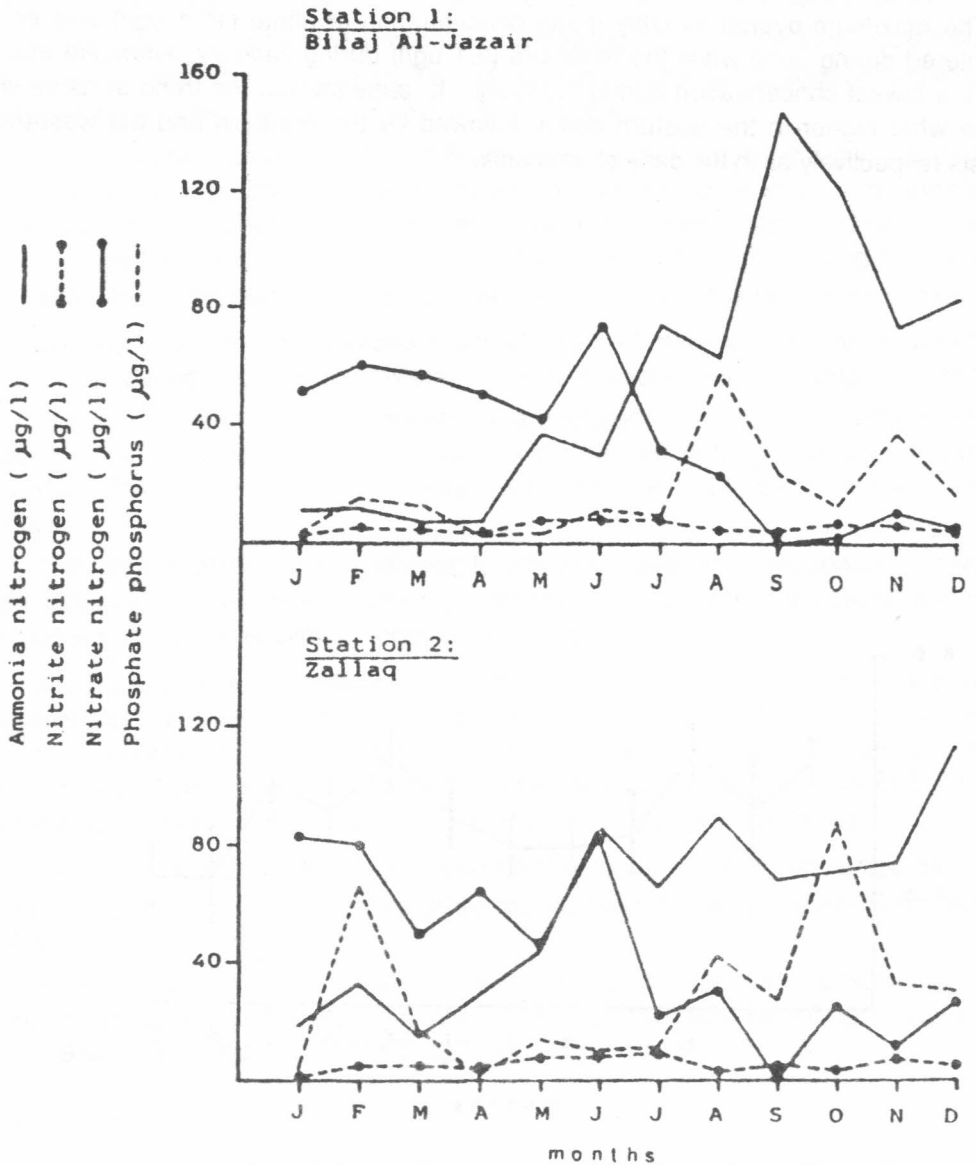 Station 1:
Bilaj Al-Jazair
160
120
80
40
J F M A M J J A S O N D
Ammonia nitrogen ( µg/l)
Nitrite nitrogen ( µg/l)
Nitrate nitrogen ( µg/l)
Phosphate phosphorus ( µg/l)
Station 2:
Zallaq
120
80
40
J F M A M J J A S O N D
months